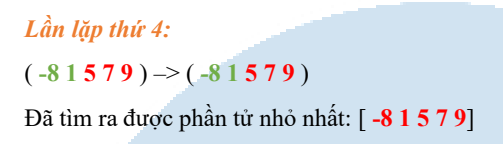 Lần lặp thứ 4:
( -8 1 5 7 9 ) –> ( -8 1 5 7 9 )
Đã tìm ra được phần tử nhỏ nhất: [ -8 1 5 7 9]